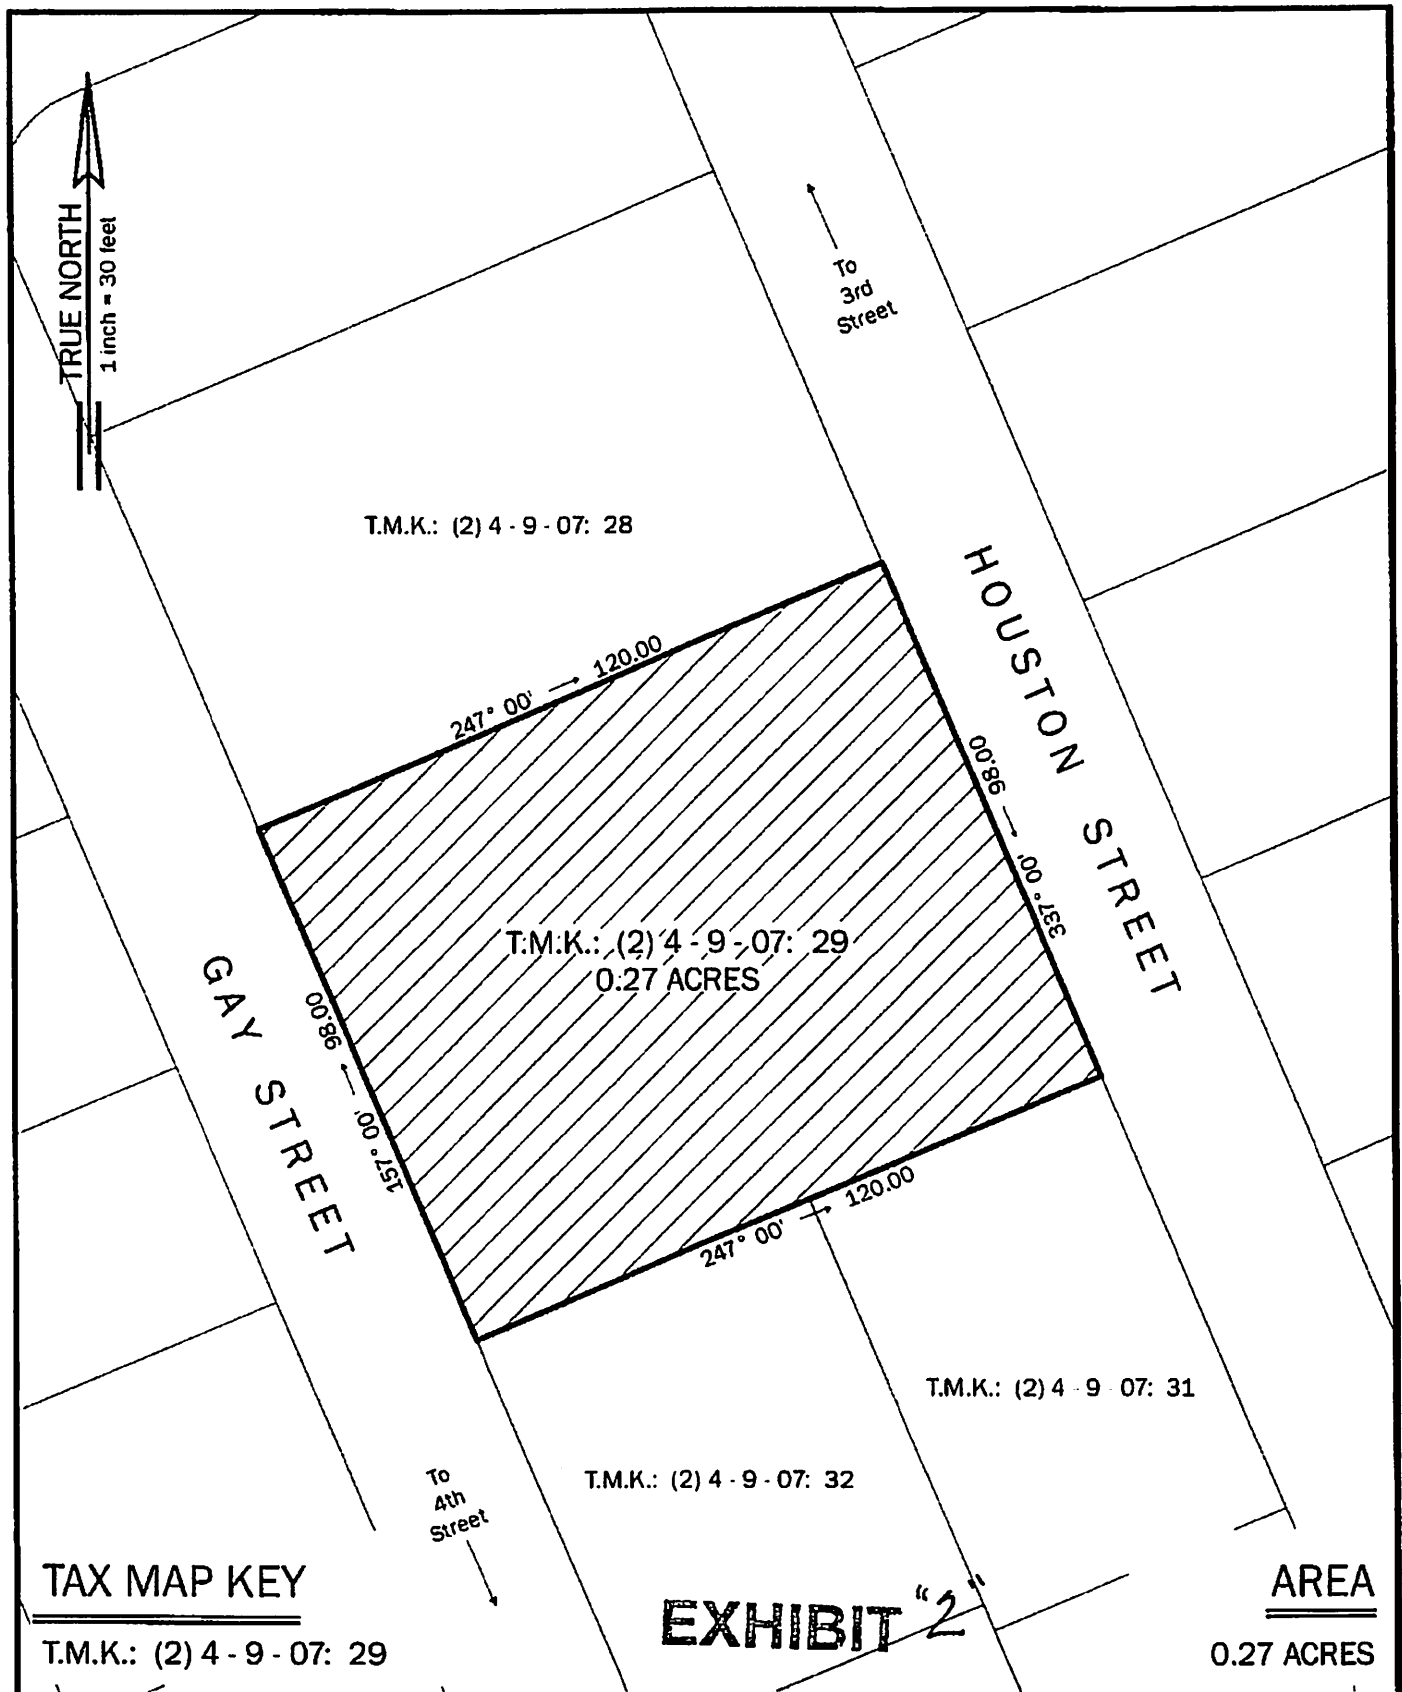 TRUE NORTH
1 inch = 30 feet
To
3rd
Street
T.M.K.: (2) 4 - 9 - 07: 28
HOUSTON STREET
247° 00' → 120.00
98.00 → 337° 00'
T.M.K.: (2) 4 - 9 - 07: 29
0.27 ACRES
GAY STREET
157° 00' → 98.00
247° 00' → 120.00
T.M.K.: (2) 4 - 9 - 07: 31
T.M.K.: (2) 4 - 9 - 07: 32
To
4th
Street
TAX MAP KEY
T.M.K.: (2) 4 - 9 - 07: 29
EXHIBIT "2"
AREA
0.27 ACRES